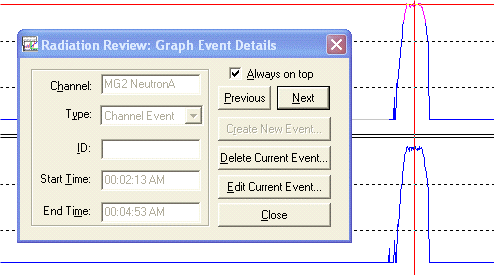 Radiation Review: Graph Event Details
Always on top
Channel: MG2 NeutronA
Previous Next
Type: Channel Event
Create New Event...
ID:
Delete Current Event...
Start Time: 00:02:13 AM
Edit Current Event...
End Time: 00:04:53 AM
Close